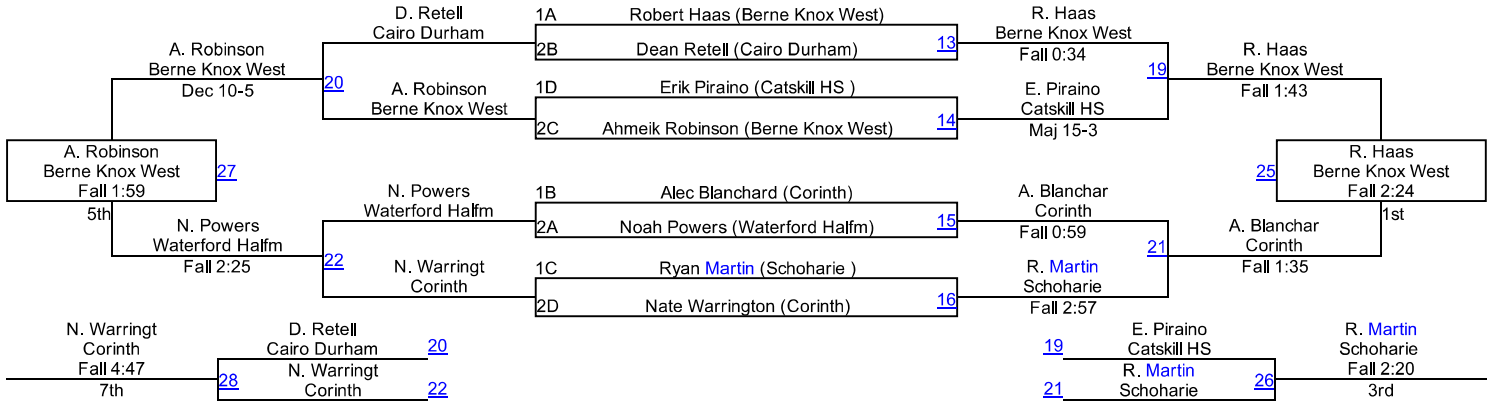 D. Retell
Cairo Durham
1A Robert Haas (Berne Knox West)
2B Dean Retell (Cairo Durham) 13
R. Haas
Berne Knox West
Fall 0:34
A. Robinson
Berne Knox West
Dec 10-5
20
19
R. Haas
Berne Knox West
Fall 1:43
A. Robinson
Berne Knox West
1D Erik Piraino (Catskill HS )
2C Ahmeik Robinson (Berne Knox West) 14
E. Piraino
Catskill HS
Maj 15-3
A. Robinson
Berne Knox West
Fall 1:59
5th
27
25
R. Haas
Berne Knox West
Fall 2:24
1st
N. Powers
Waterford Halfm
1B Alec Blanchard (Corinth)
2A Noah Powers (Waterford Halfm) 15
A. Blanchar
Corinth
Fall 0:59
N. Powers
Waterford Halfm
Fall 2:25
22
21
A. Blanchar
Corinth
Fall 1:35
N. Warringt
Corinth
1C Ryan Martin (Schoharie )
2D Nate Warrington (Corinth) 16
R. Martin
Schoharie
Fall 2:57
N. Warringt
Corinth
Fall 4:47
7th
28
D. Retell
Cairo Durham 20
N. Warringt
Corinth 22
19 E. Piraino
Catskill HS
21 R. Martin
Schoharie
26
R. Martin
Schoharie
Fall 2:20
3rd